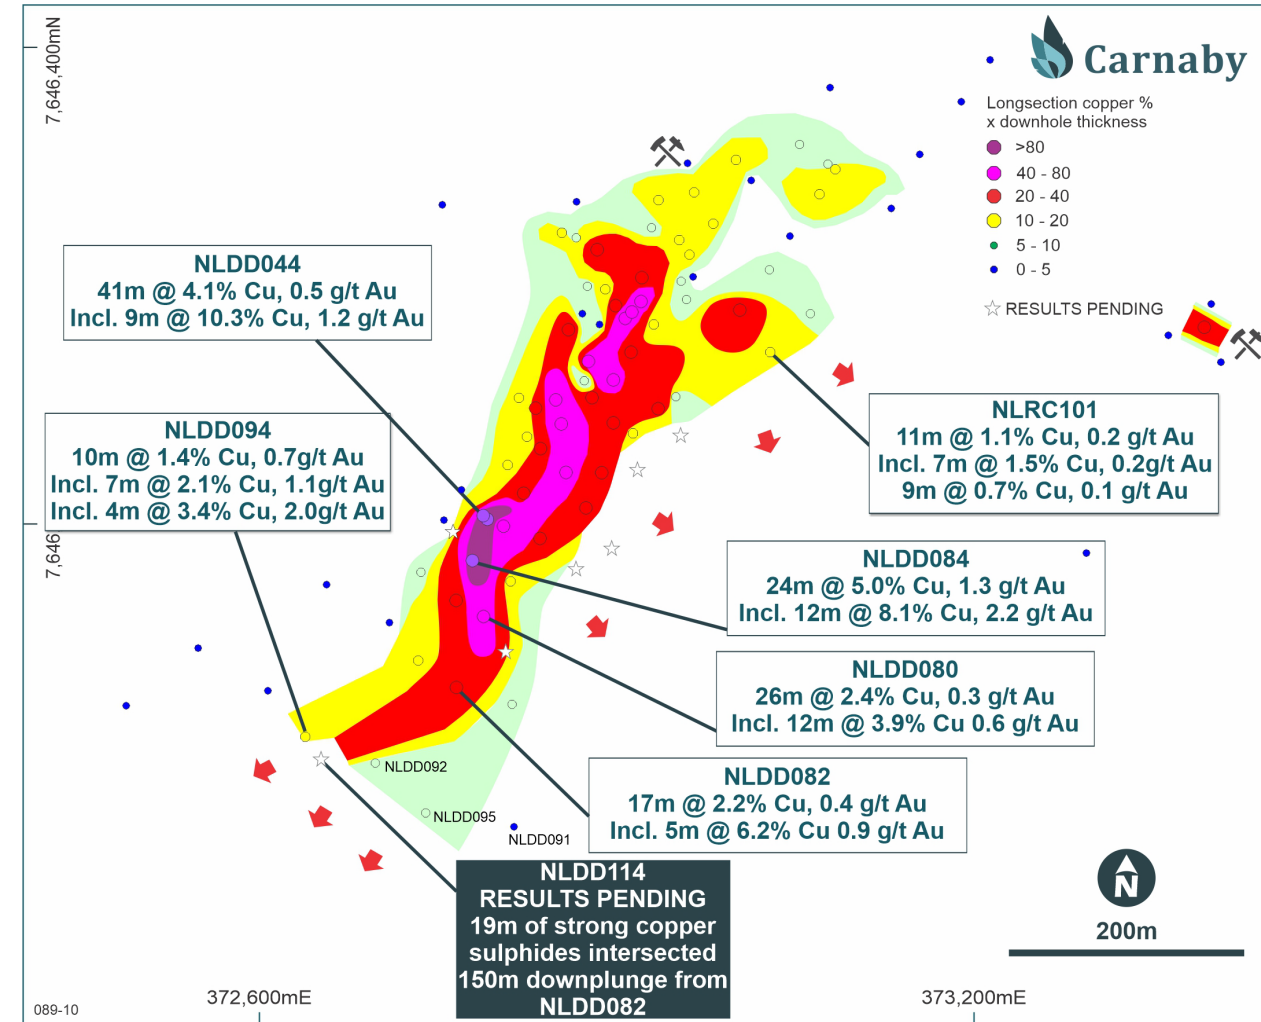 7,646,400mN
Carnaby
Longsection copper %
x downhole thickness
>80
40 - 80
20 - 40
10 - 20
5 - 10
0 - 5
RESULTS PENDING
NLDD044
41m @ 4.1% Cu, 0.5 g/t Au
Incl. 9m @ 10.3% Cu, 1.2 g/t Au
NLDD094
10m @ 1.4% Cu, 0.7g/t Au
Incl. 7m @ 2.1% Cu, 1.1g/t Au
Incl. 4m @ 3.4% Cu, 2.0g/t Au
NLRC101
11m @ 1.1% Cu, 0.2 g/t Au
Incl. 7m @ 1.5% Cu, 0.2g/t Au
9m @ 0.7% Cu, 0.1 g/t Au
7,646
NLDD084
24m @ 5.0% Cu, 1.3 g/t Au
Incl. 12m @ 8.1% Cu, 2.2 g/t Au
NLDD080
26m @ 2.4% Cu, 0.3 g/t Au
Incl. 12m @ 3.9% Cu 0.6 g/t Au
NLDD082
17m @ 2.2% Cu, 0.4 g/t Au
Incl. 5m @ 6.2% Cu 0.9 g/t Au
NLDD092
NLDD095
NLDD091
NLDD114
RESULTS PENDING
19m of strong copper
sulphides intersected
150m downplunge from
NLDD082
N
200m
372,600mE
373,200mE
089-10